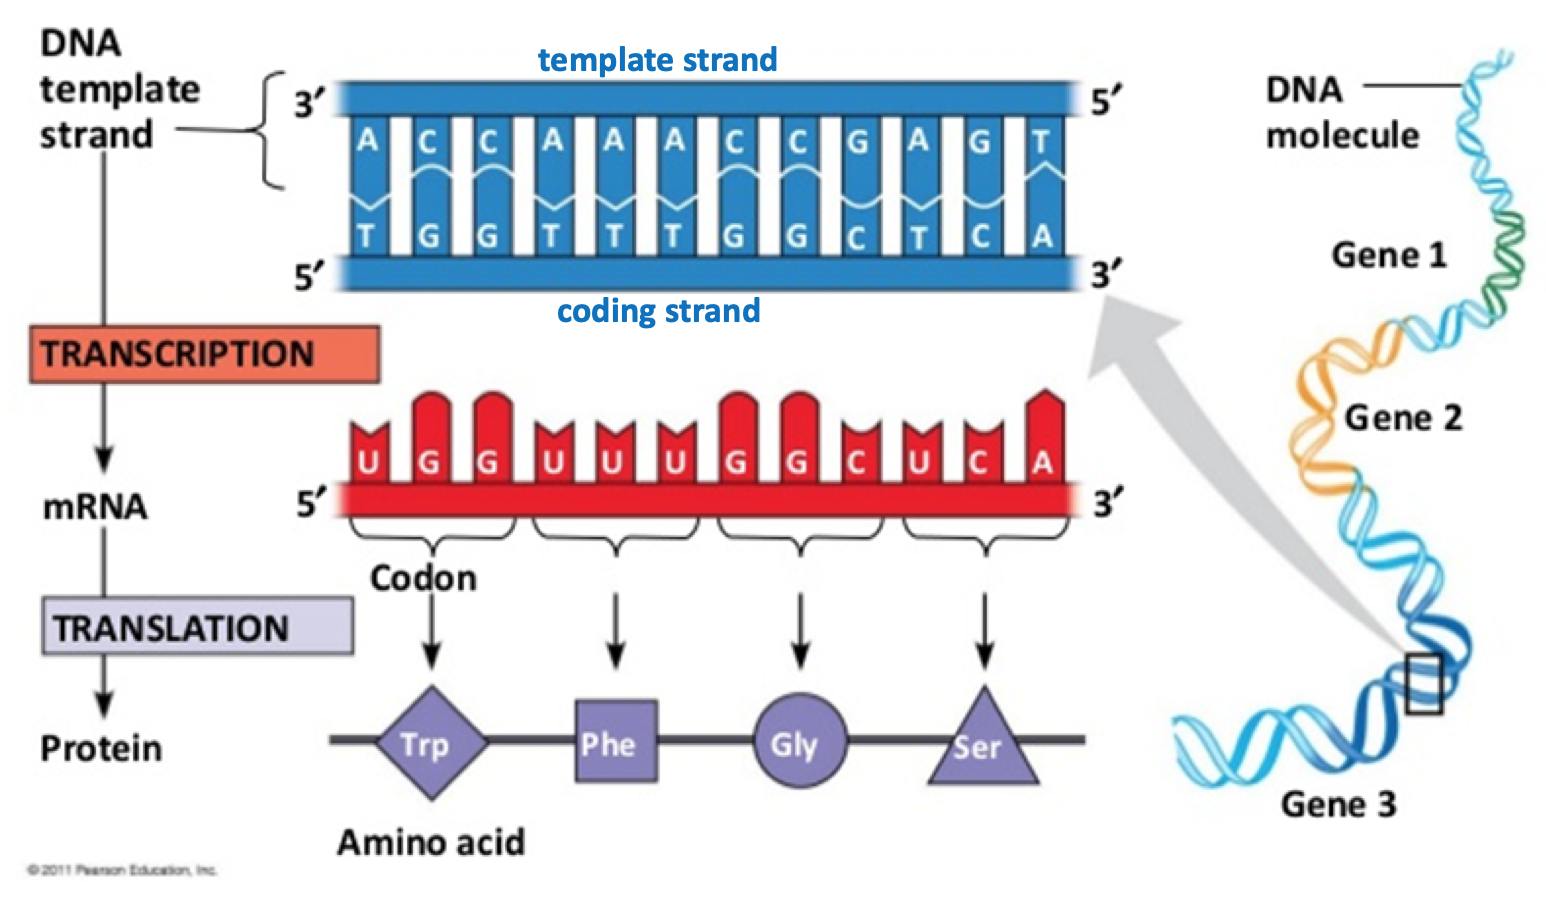 DNA
template
strand
template strand
3′ 5′
A C C A A A C C G A G T
T G G T T T G G C T C A
5′ 3′
coding strand
TRANSCRIPTION
U G G U U U G G C U C A
mRNA
5′ 3′
Codon
TRANSLATION
Protein
Trp Phe Gly Ser
Amino acid
DNA
molecule
Gene 1
Gene 2
Gene 3
© 2011 Pearson Education, Inc.